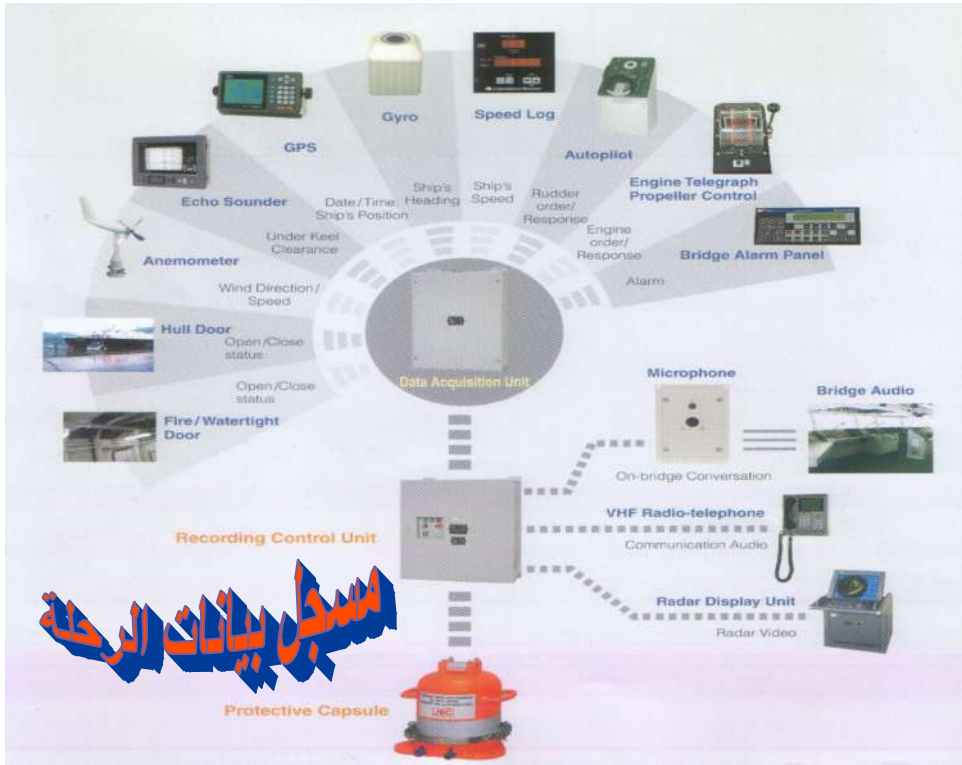 Gyro
Speed Log
GPS
Autopilot
Echo Sounder
Engine Telegraph
Propeller Control
Anemometer
Bridge Alarm Panel
Date/Time,
Ship's Position
Ship's
Heading
Ship's
Speed
Rudder
order/
Response
Under Keel
Clearance
Engine
order/
Response
Wind Direction/
Speed
Alarm
Hull Door
Open/Close
status
Open/Close
status
Fire/Watertight
Door
Data Acquisition Unit
Microphone
Bridge Audio
On-bridge Conversation
VHF Radio-telephone
Communication Audio
Recording Control Unit
Radar Display Unit
Radar Video
مسجل بيانات الرحلة
Protective Capsule